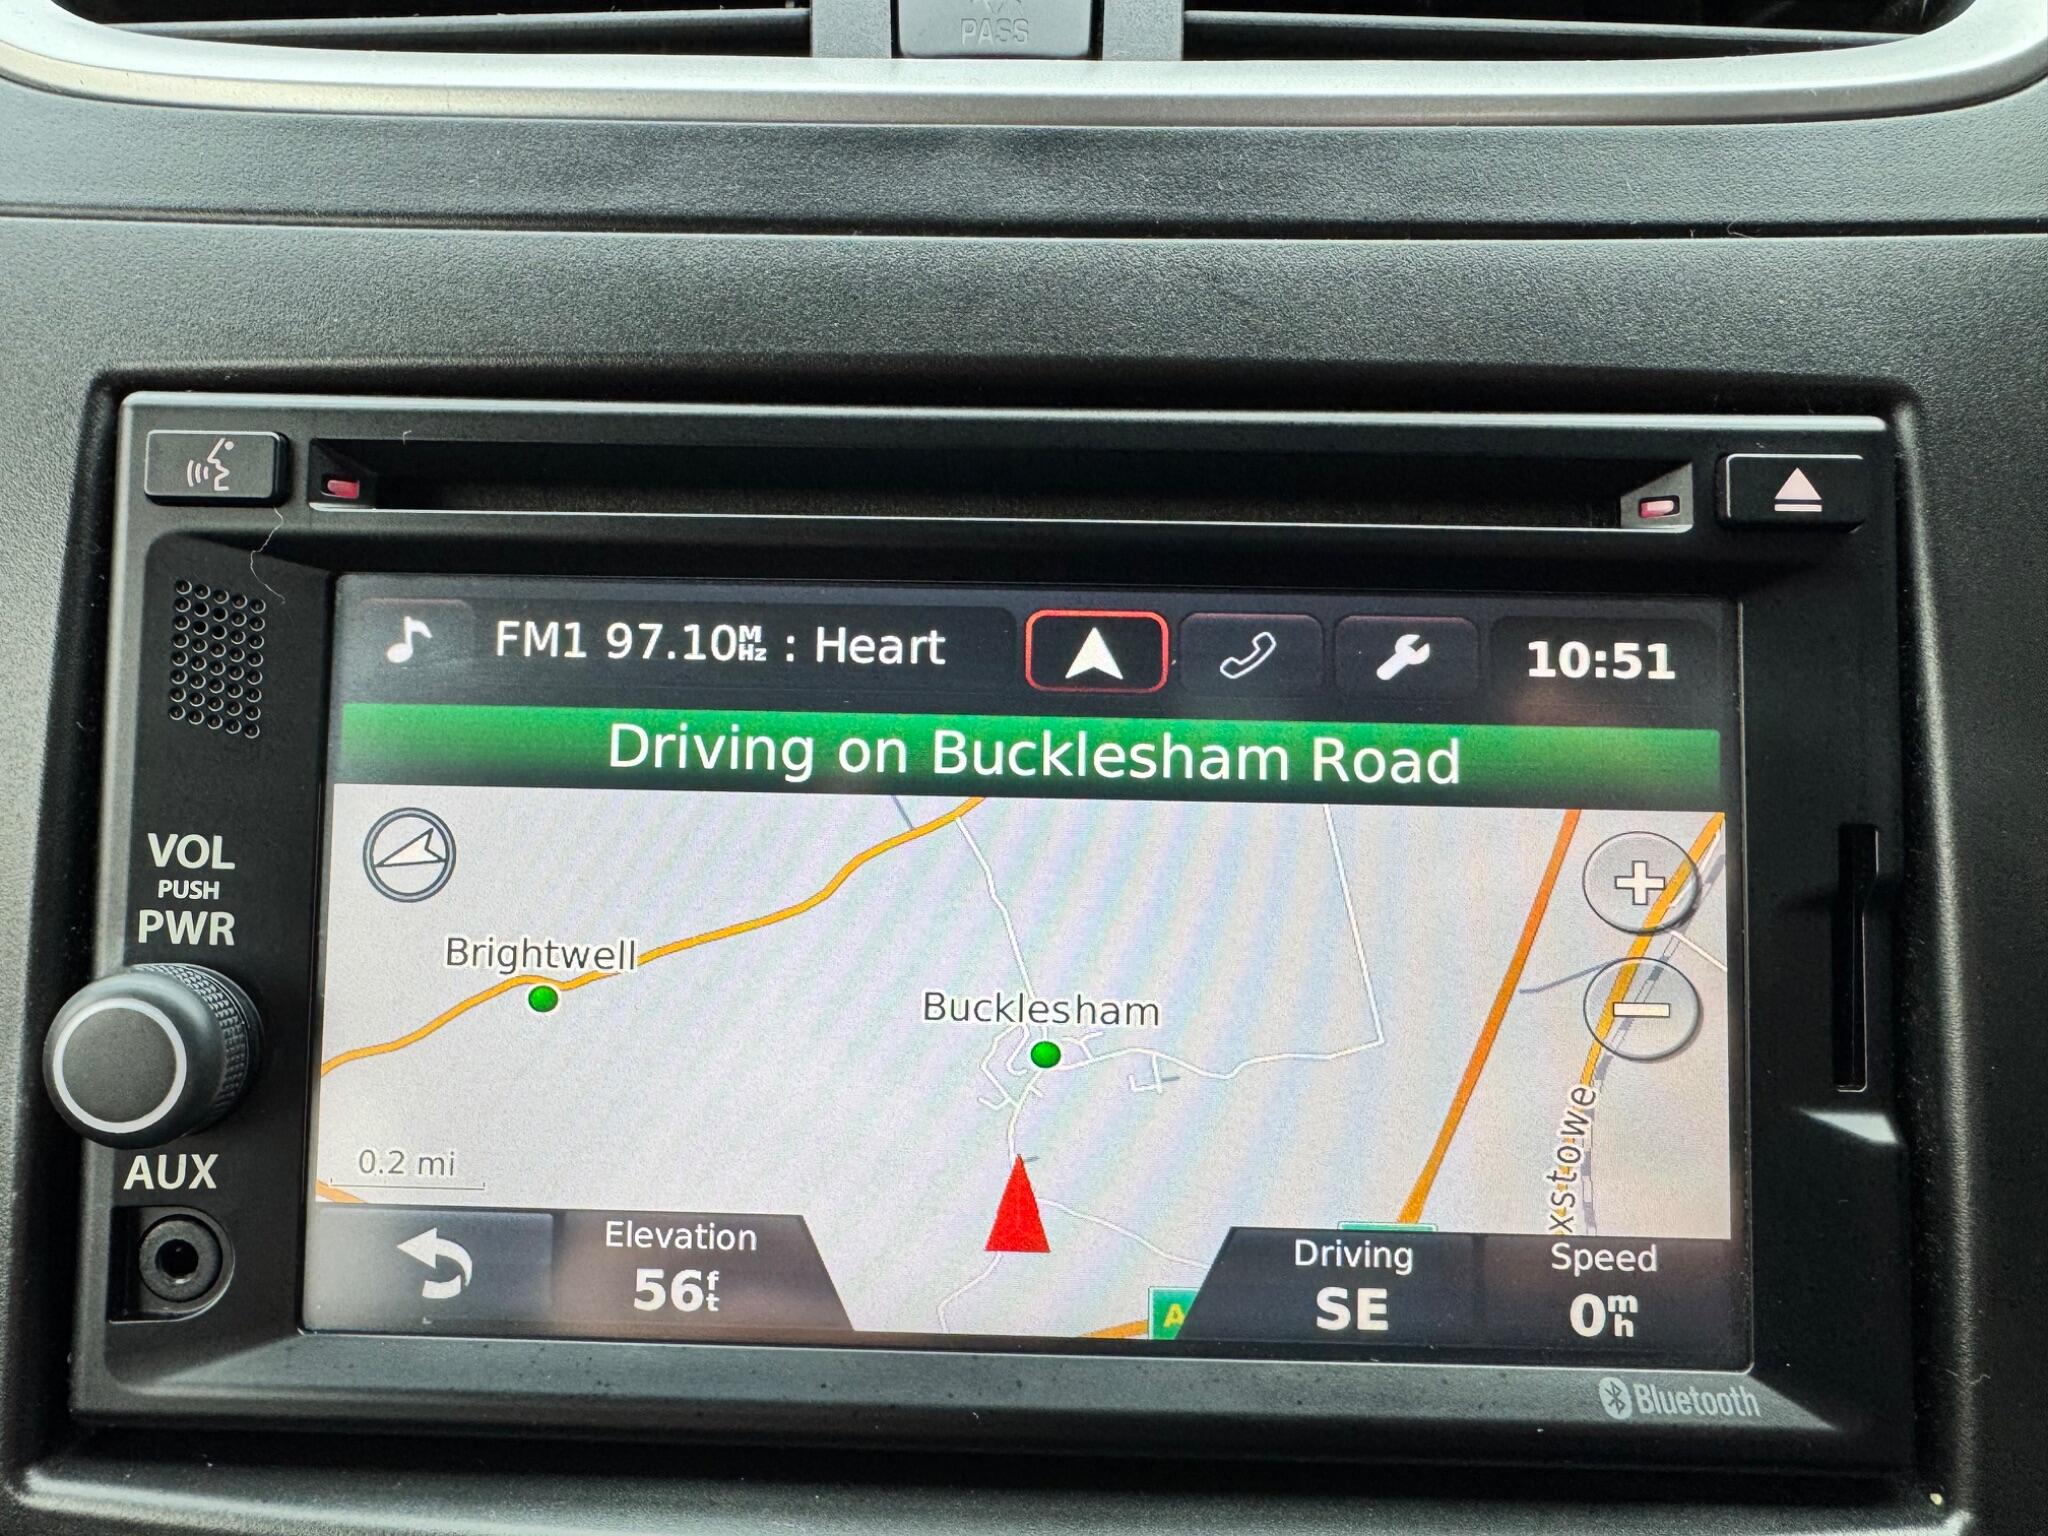 PASS
FM1 97.10MHz : Heart
10:51
Driving on Bucklesham Road
VOL
PUSH
PWR
Brightwell
Bucklesham
xstowe
0.2 mi
AUX
Elevation
56ft
A
Driving
SE
Speed
0mh
Bluetooth